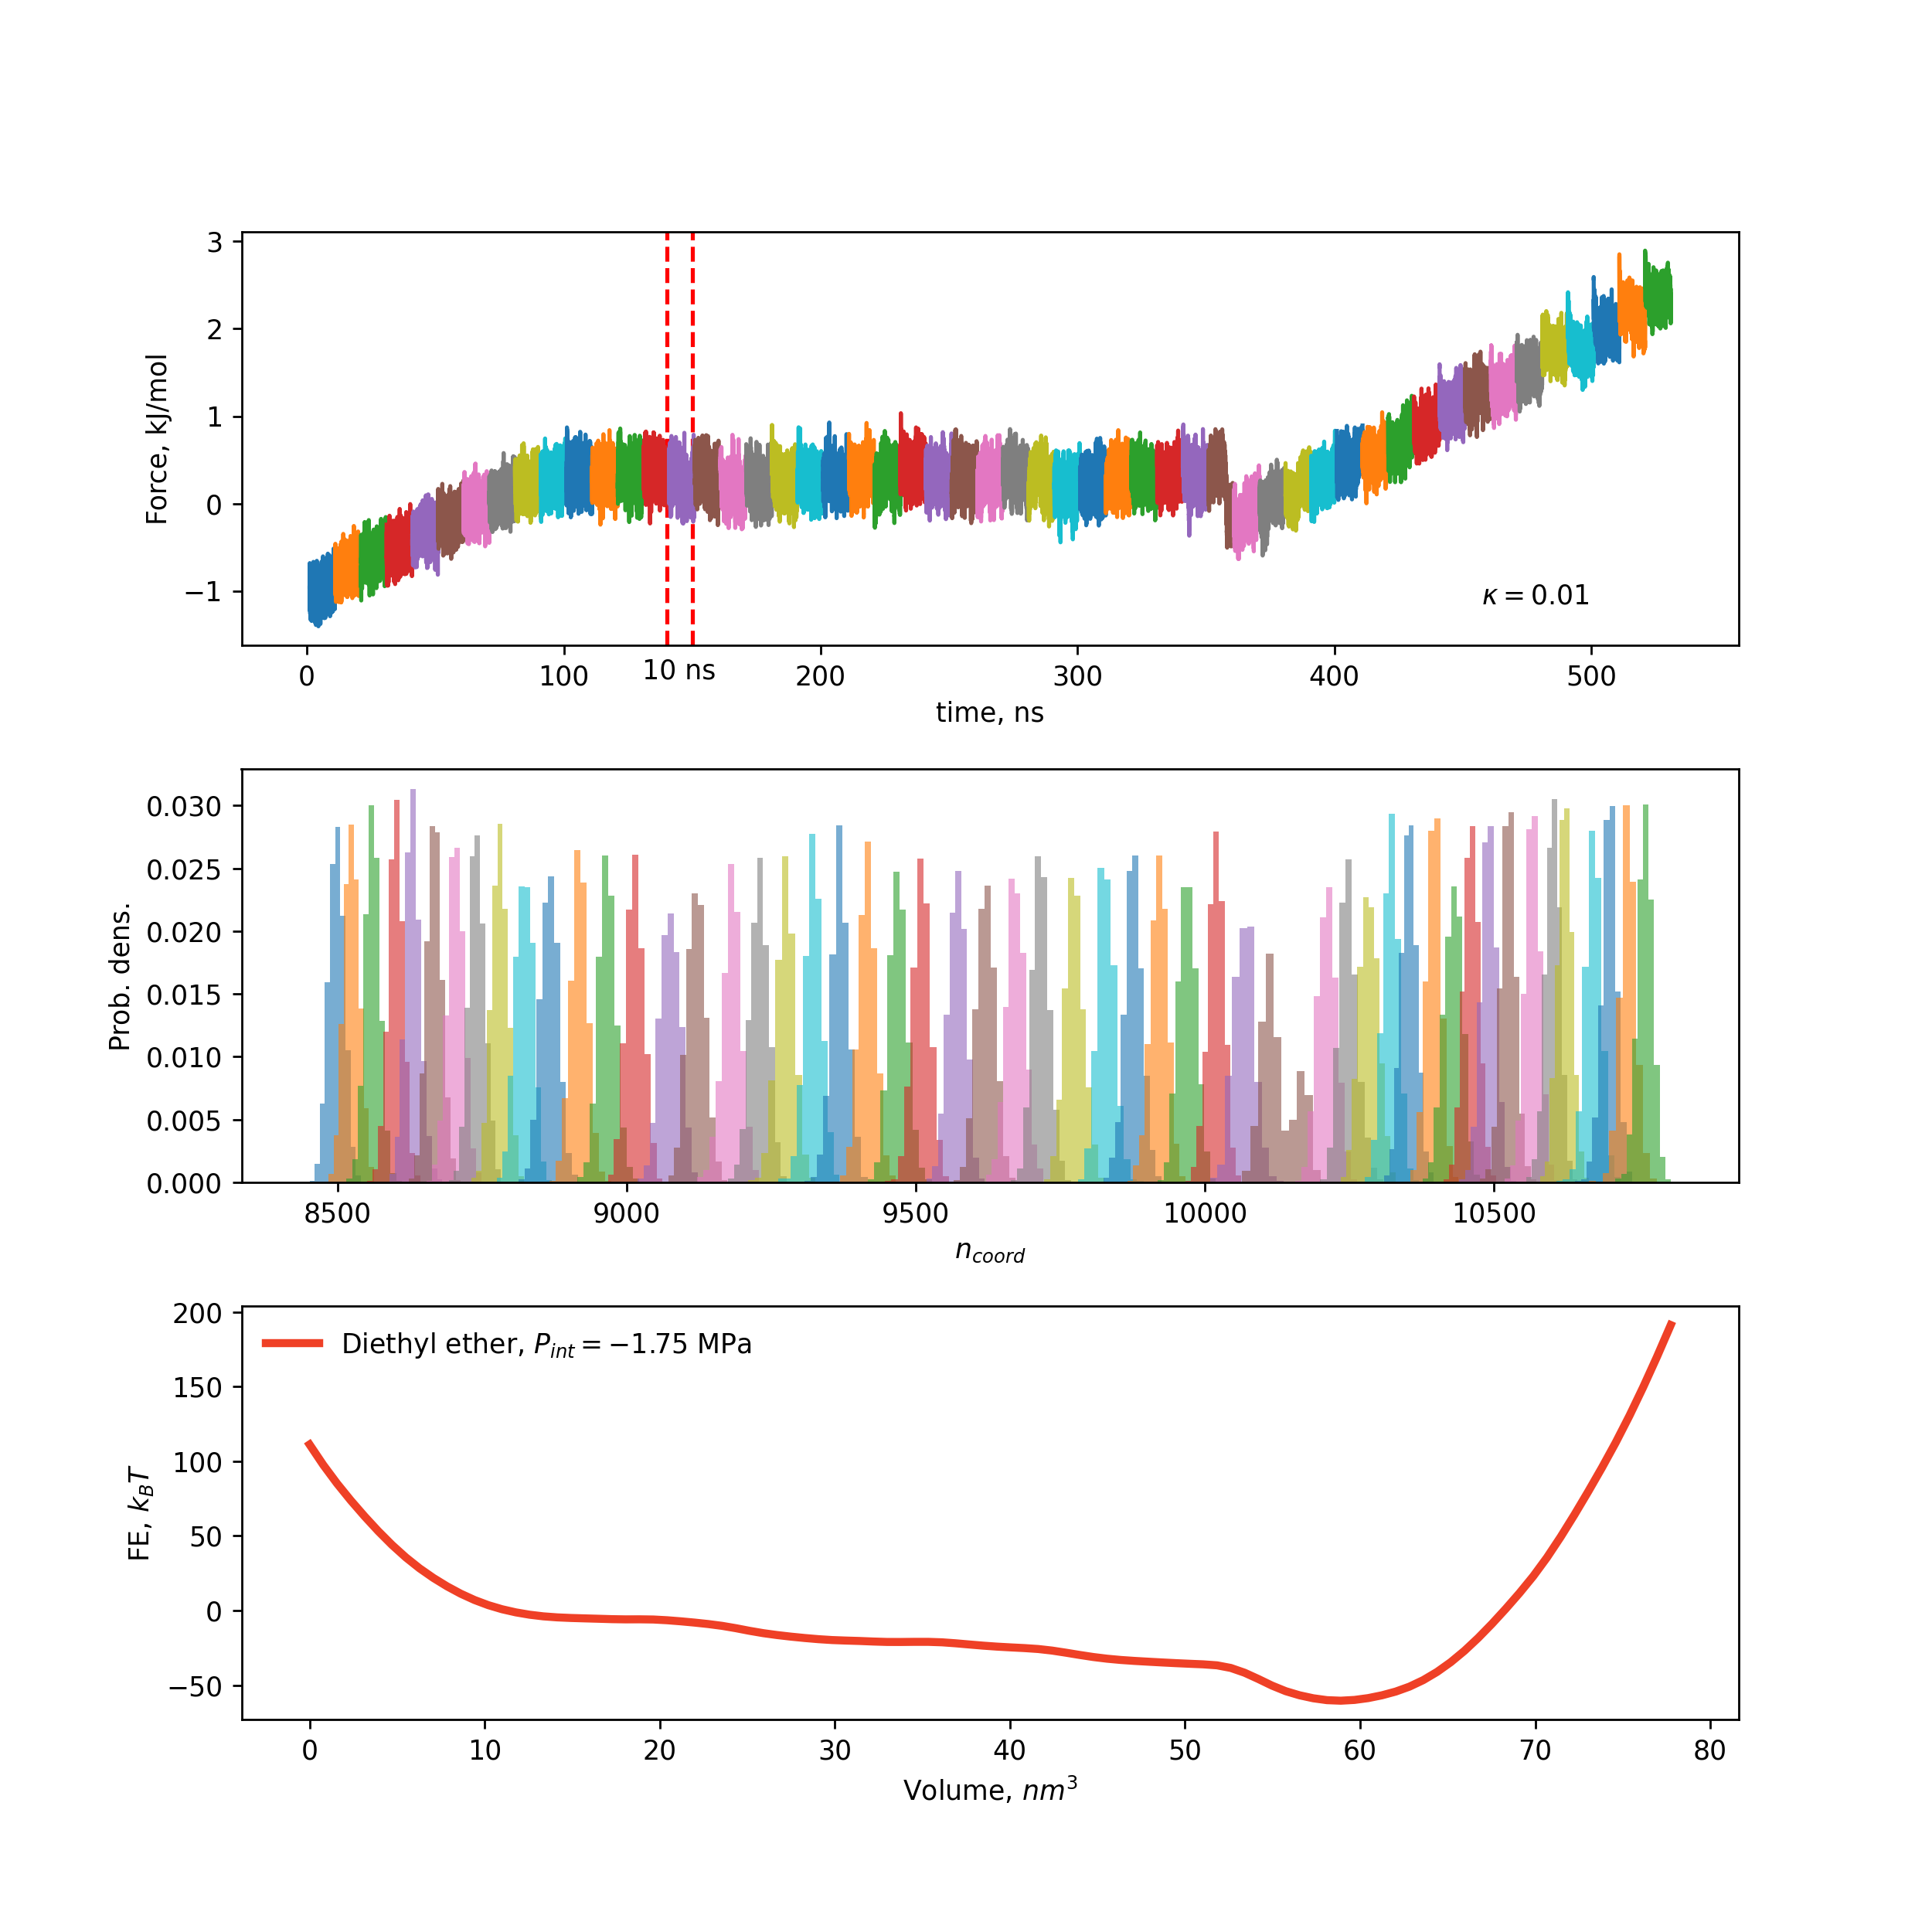 3
2
1
0
−1
Force, kJ/mol
κ = 0.01
0 100 10 ns 200 300 400 500
time, ns
0.030
0.025
0.020
0.015
0.010
0.005
0.000
Prob. dens.
8500 9000 9500 10000 10500
n_coord
200
150
100
50
0
−50
FE, k_BT
Diethyl ether, P_int = −1.75 MPa
0 10 20 30 40 50 60 70 80
Volume, nm³